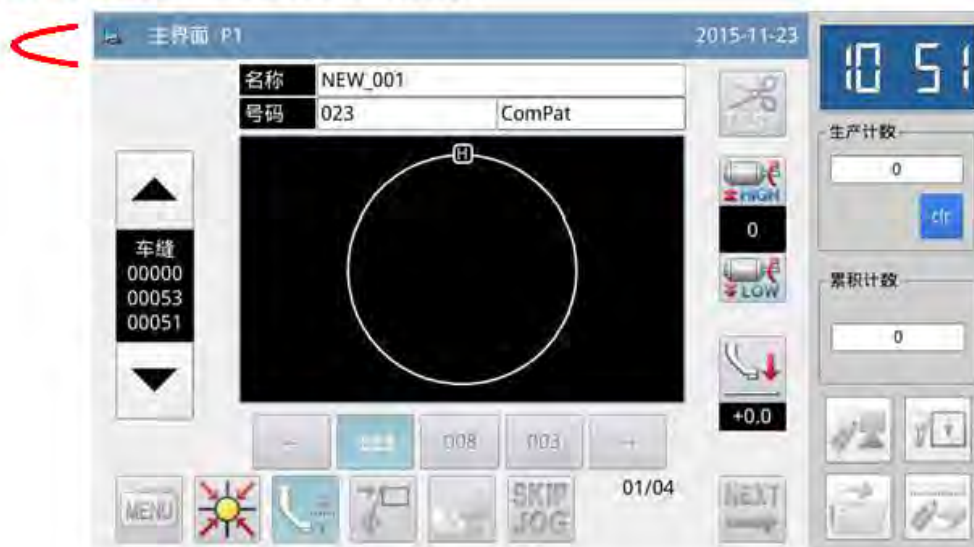 主界面 P1
2015-11-23
10 51
名称 NEW_001
号码 023 ComPat
H
TEST
HIGH
0
LOW
+0.0
车缝
00000
00053
00051
生产计数
0
clr
累积计数
0
-
008
003
+
MENU
SKIP
JOG
01/04
NEXT